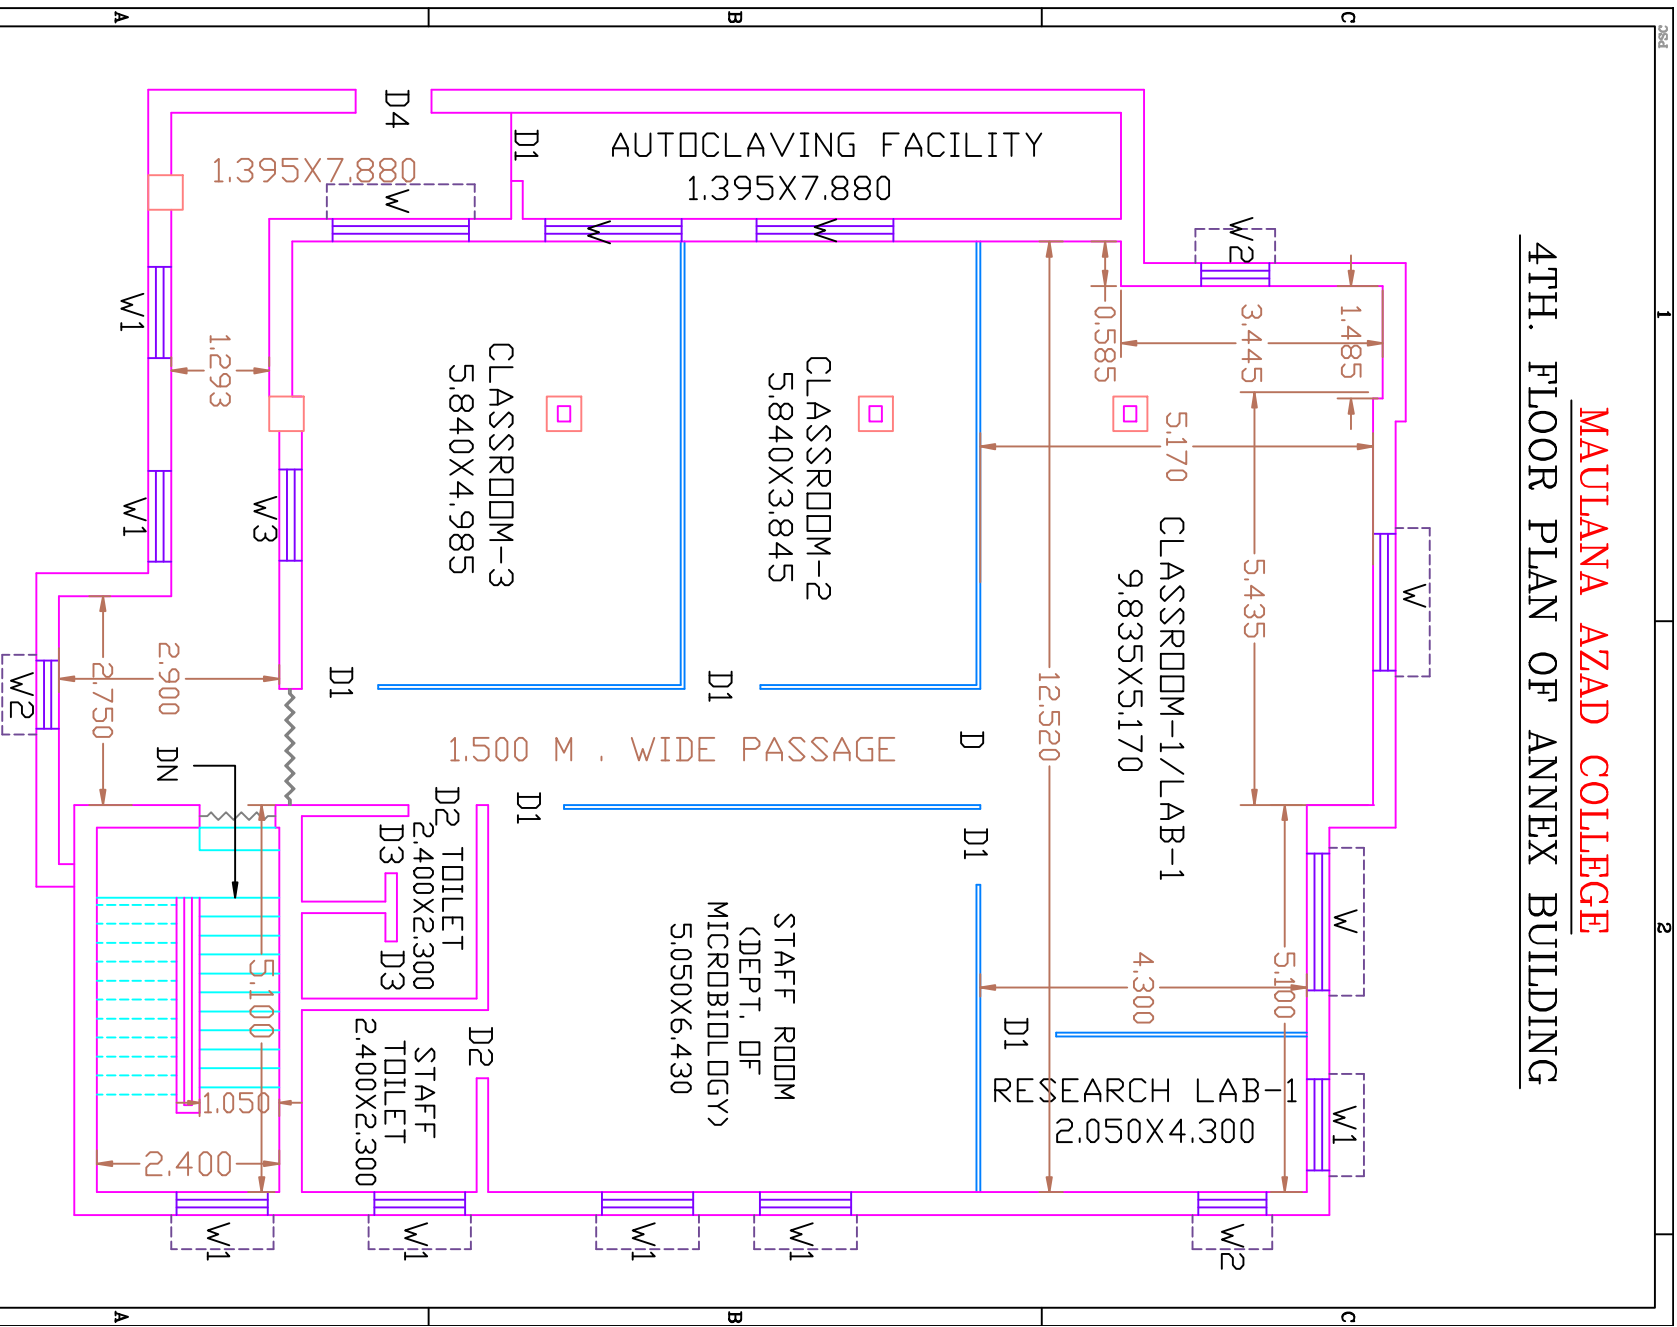 PSC
A
B
C
1
2
A
B
C
MAULANA AZAD COLLEGE
4TH. FLOOR PLAN OF ANNEX BUILDING
D4
D1
AUTOCLAVING FACILITY
1.395X7.880
1.395X7.880
W
W
W
W2
1.485
3.445
0.585
W1
1.293
CLASSROOM-3
5.840X4.985
CLASSROOM-2
5.840X3.845
5.170
CLASSROOM-1/LAB-1
9.835X5.170
5.435
W
W1
W3
2.900
2.750
W2
D1
D1
D
12.520
1.500 M . WIDE PASSAGE
DN
D2
D1
D1
TOILET
2.400X2.300
D3
D3
STAFF ROOM
(DEPT. OF
MICROBIOLOGY)
5.050X6.430
4.300
5.100
W
5.100
D2
D1
STAFF
TOILET
2.400X2.300
RESEARCH LAB-1
2.050X4.300
W1
1.050
2.400
W1
W1
W1
W1
W2